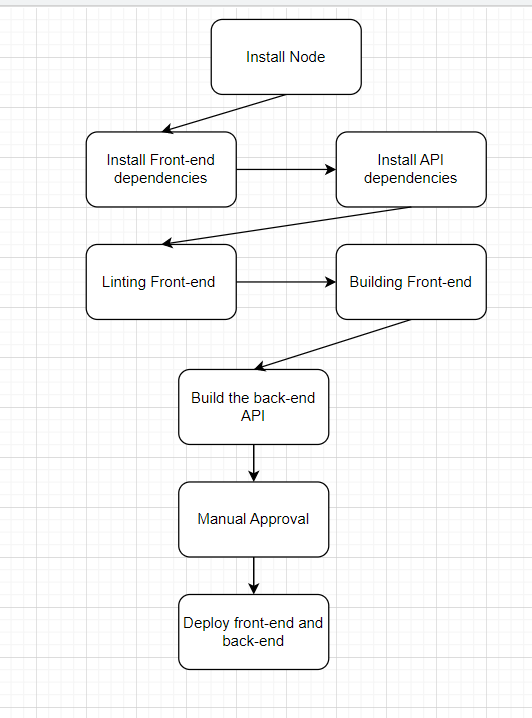 Install Node
Install Front-end
dependencies
Install API
dependencies
Linting Front-end
Building Front-end
Build the back-end
API
Manual Approval
Deploy front-end and
back-end